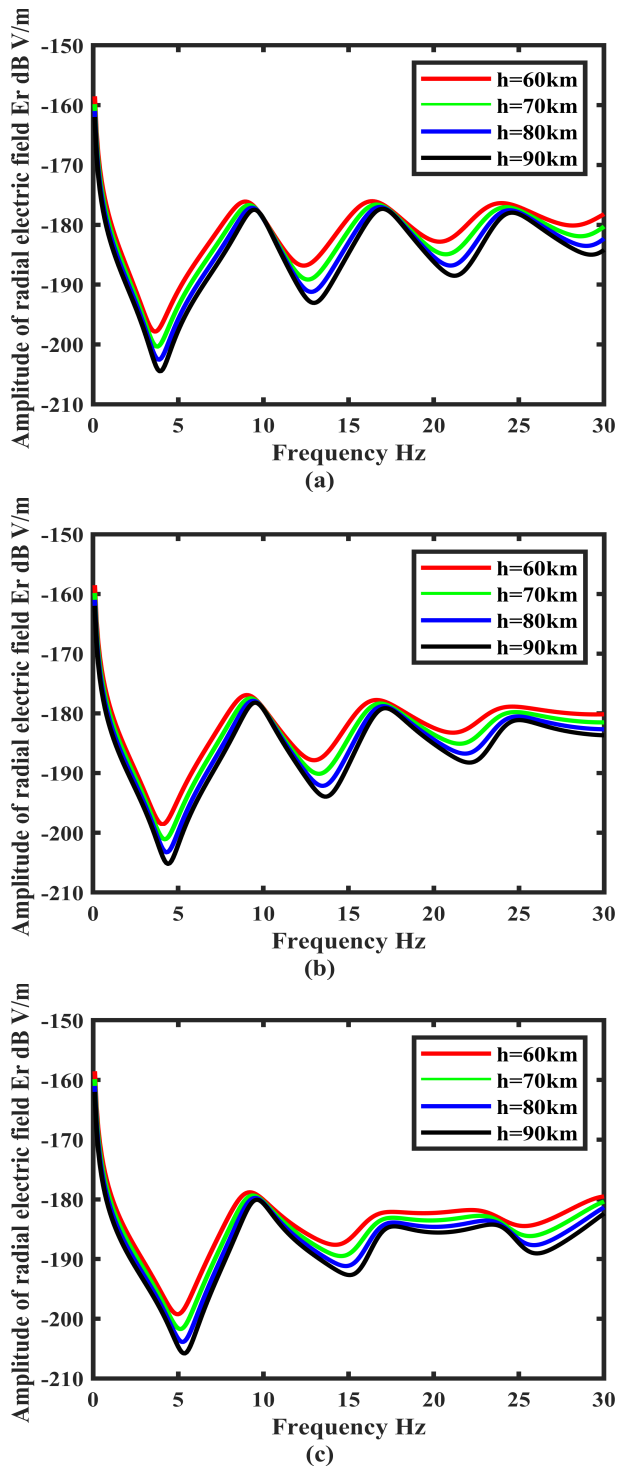 Amplitude of radial electric field Er dB V/m
-150
-160
-170
-180
-190
-200
-210
h=60km
h=70km
h=80km
h=90km
0 5 10 15 20 25 30
Frequency Hz
(a)
Amplitude of radial electric field Er dB V/m
-150
-160
-170
-180
-190
-200
-210
h=60km
h=70km
h=80km
h=90km
0 5 10 15 20 25 30
Frequency Hz
(b)
Amplitude of radial electric field Er dB V/m
-150
-160
-170
-180
-190
-200
-210
h=60km
h=70km
h=80km
h=90km
0 5 10 15 20 25 30
Frequency Hz
(c)